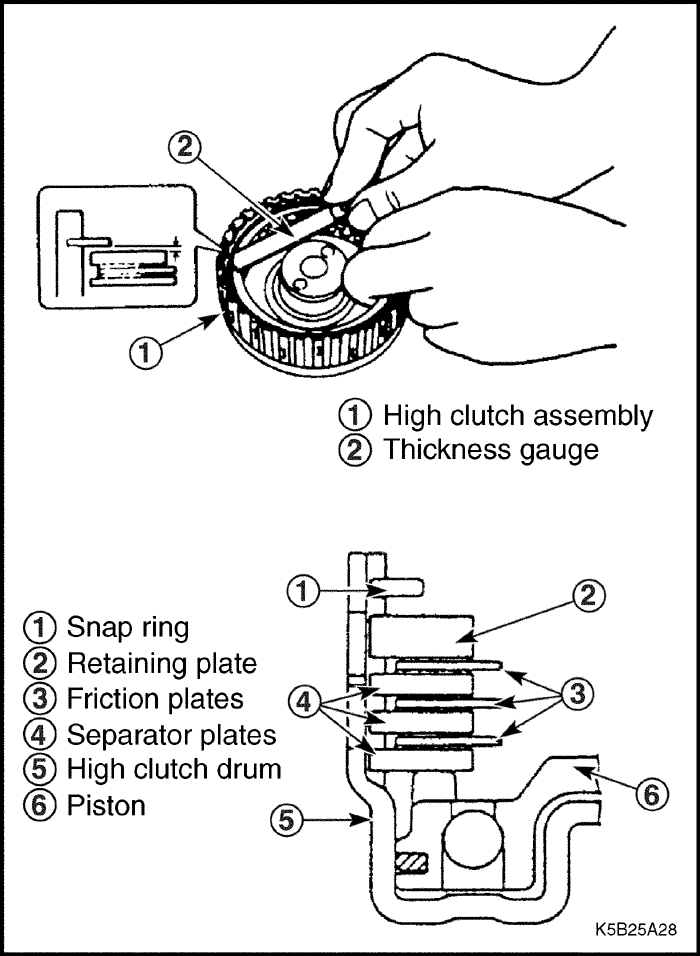 2
1
1 High clutch assembly
2 Thickness gauge
1
2
3
4
5
6
1 Snap ring
2 Retaining plate
3 Friction plates
4 Separator plates
5 High clutch drum
6 Piston
K5B25A28